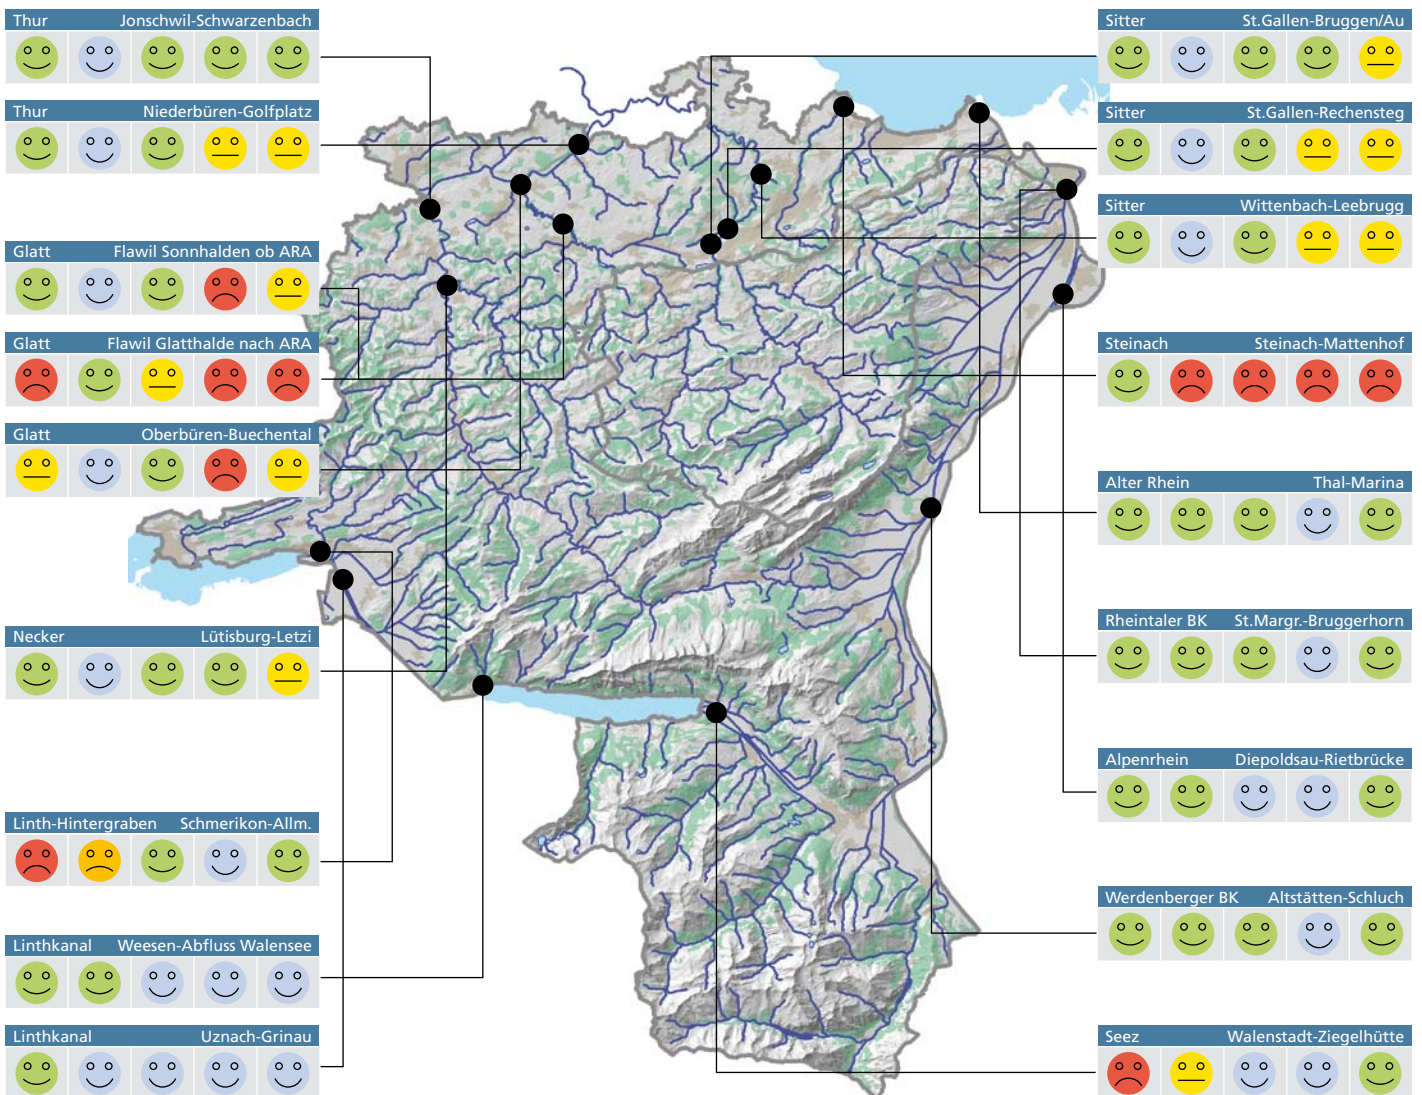 Thur Jonschwil-Schwarzenbach
Thur Niederbüren-Golfplatz
Glatt Flawil Sonnhalden ob ARA
Glatt Flawil Glatthalde nach ARA
Glatt Oberbüren-Buechental
Necker Lütisburg-Letzi
Linth-Hintergraben Schmerikon-Allm.
Linthkanal Weesen-Abfluss Walensee
Linthkanal Uznach-Grinau
Sitter St.Gallen-Bruggen/Au
Sitter St.Gallen-Rechensteg
Sitter Wittenbach-Leebrugg
Steinach Steinach-Mattenhof
Alter Rhein Thal-Marina
Rheintaler BK St.Margr.-Bruggerhorn
Alpenrhein Diepoldsau-Rietbrücke
Werdenberger BK Altstätten-Schluch
Seez Walenstadt-Ziegelhütte